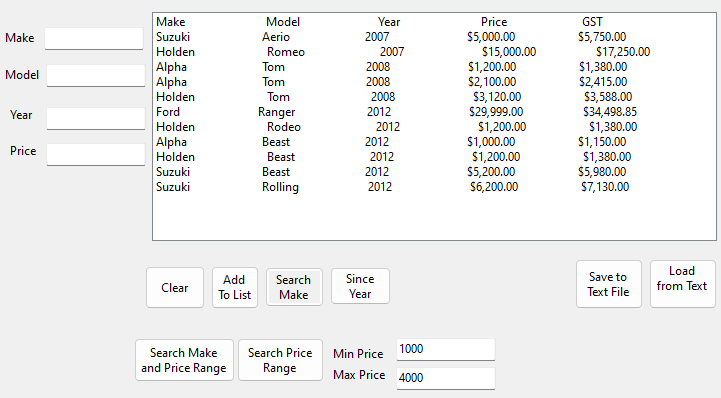 Make Model Year Price GST
Suzuki Aerio 2007 $5,000.00 $5,750.00
Holden Romeo 2007 $15,000.00 $17,250.00
Alpha Tom 2008 $1,200.00 $1,380.00
Alpha Tom 2008 $2,100.00 $2,415.00
Holden Tom 2008 $3,120.00 $3,588.00
Ford Ranger 2012 $29,999.00 $34,498.85
Holden Rodeo 2012 $1,200.00 $1,380.00
Alpha Beast 2012 $1,000.00 $1,150.00
Holden Beast 2012 $1,200.00 $1,380.00
Suzuki Beast 2012 $5,200.00 $5,980.00
Suzuki Rolling 2012 $6,200.00 $7,130.00
Make
Model
Year
Price
Clear
Add
To List
Search
Make
Since
Year
Save to
Text File
Load
from Text
Search Make
and Price Range
Search Price
Range
Min Price 1000
Max Price 4000